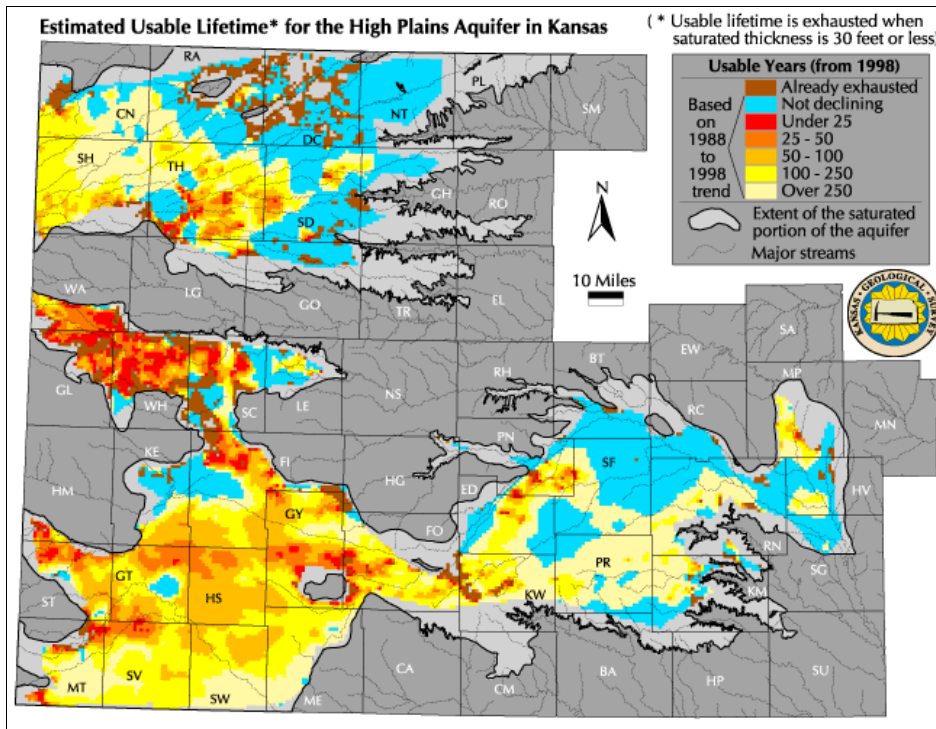 Estimated Usable Lifetime* for the High Plains Aquifer in Kansas
( * Usable lifetime is exhausted when
saturated thickness is 30 feet or less)
Usable Years (from 1998)
Based
on
1988
to
1998
trend
Already exhausted
Not declining
Under 25
25 - 50
50 - 100
100 - 250
Over 250
Extent of the saturated
portion of the aquifer
Major streams
KANSAS GEOLOGICAL SURVEY
N
10 Miles
RA
PL
CN
NT
SM
DC
SH
TH
GH
RO
SD
WA
LG
GO
TR
EL
SA
BT
EW
MP
RH
GL
WH
SC
LE
NS
RC
MN
PN
KE
FI
SF
HM
HG
ED
HV
GY
FO
RN
SG
GT
PR
ST
HS
KW
KM
CA
BA
SU
MT
SV
SW
ME
CM
HP